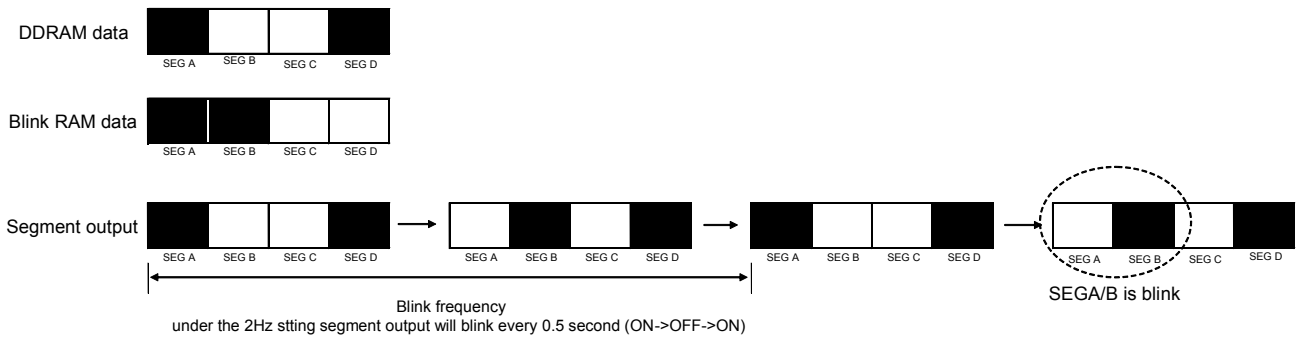 DDRAM data
SEG A SEG B SEG C SEG D
Blink RAM data
SEG A SEG B SEG C SEG D
Segment output
SEG A SEG B SEG C SEG D SEG A SEG B SEG C SEG D SEG A SEG B SEG C SEG D SEG A SEG B SEG C SEG D
Blink frequency
under the 2Hz stting segment output will blink every 0.5 second (ON->OFF->ON)
SEGA/B is blink